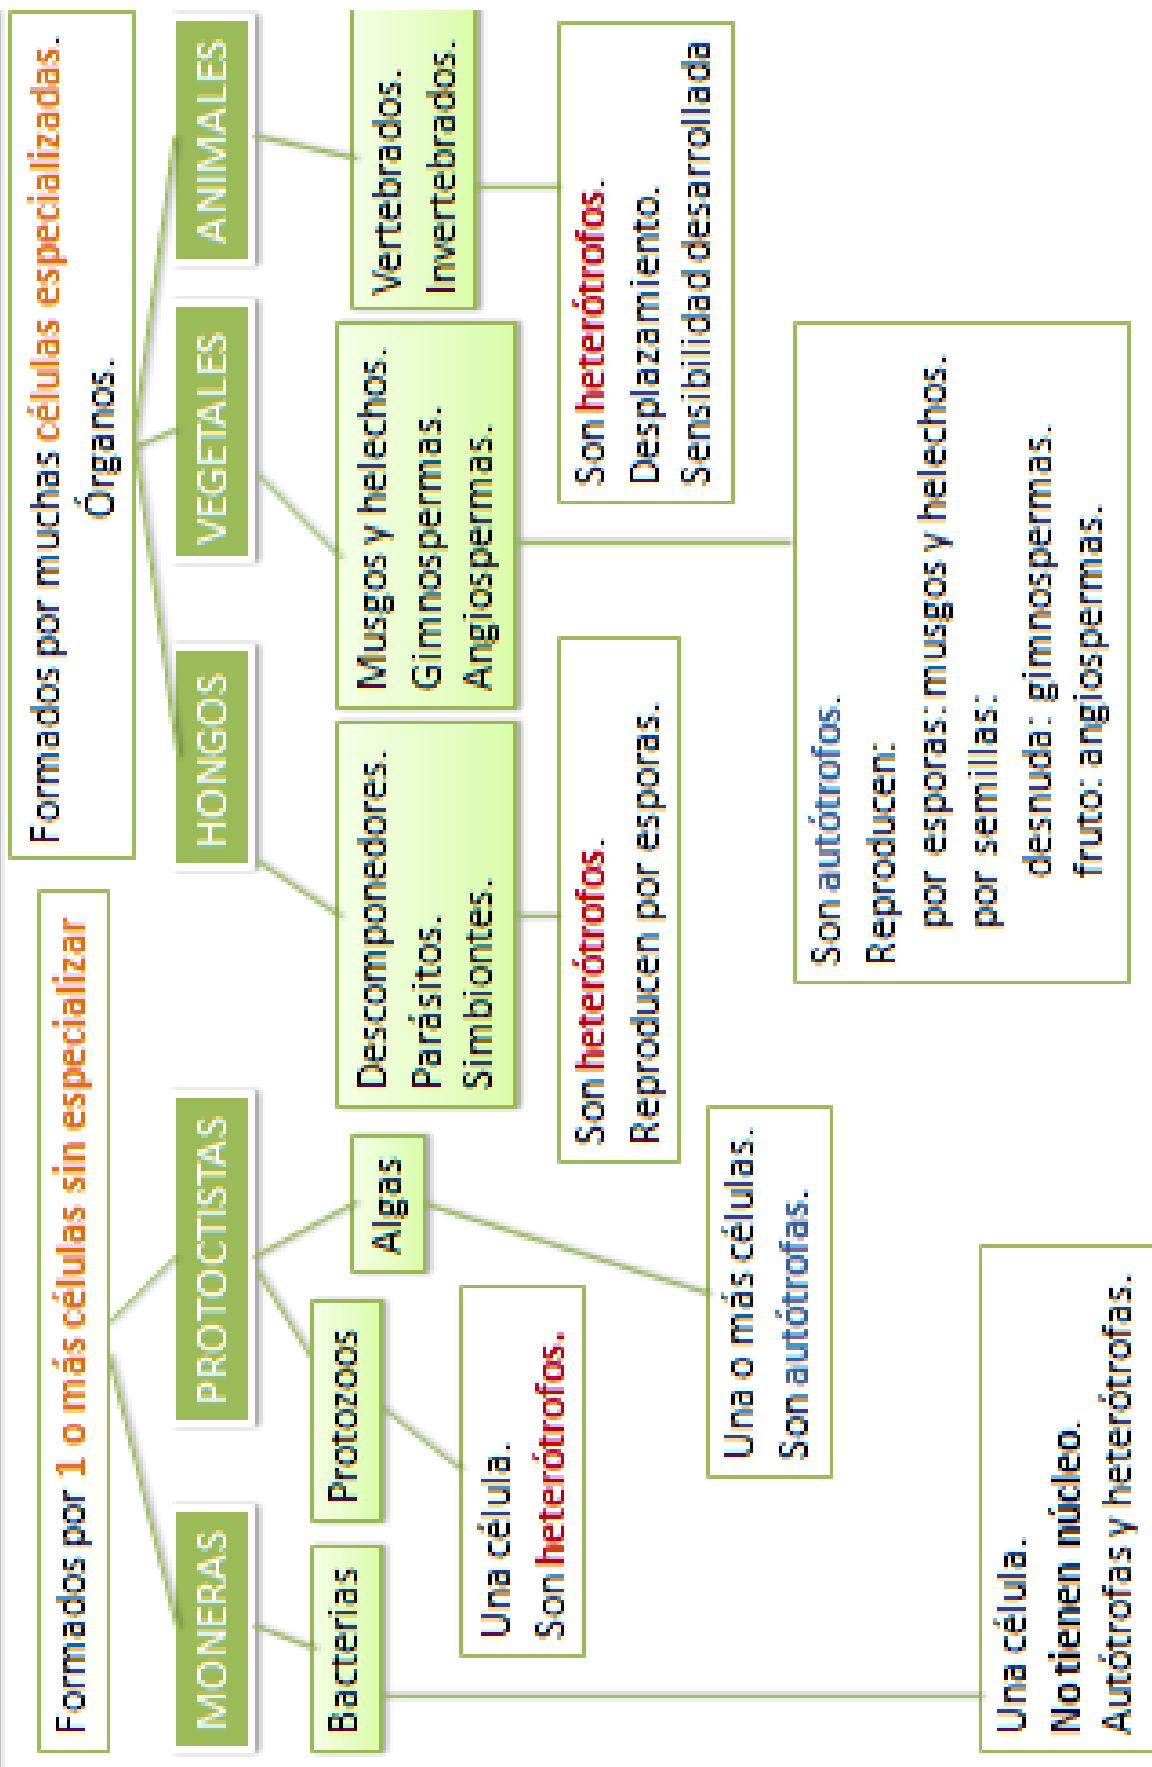 Formados por 1 o más células sin especializar
Formados por muchas células especializadas.
Órganos.
MONERAS
PROTOCTISTAS
HONGOS
VEGETALES
ANIMALES
Bacterias
Protozoos
Algas
Descomponedores.
Parásitos.
Simbiontes.
Musgos y helechos.
Gimnospermas.
Angiospermas.
Vertebrados.
Invertebrados.
Una célula.
Son heterótrofos.
Son heterótrofos.
Reproducen por esporas.
Son heterótrofos.
Desplazamiento.
Sensibilidad desarrollada
Una o más células.
Son autótrofas.
Son autótrofos.
Reproducen:
por esporas: musgos y helechos.
por semillas:
desnuda: gimnospermas.
fruto: angiospermas.
Una célula.
No tienen núcleo.
Autótrofas y heterótrofas.